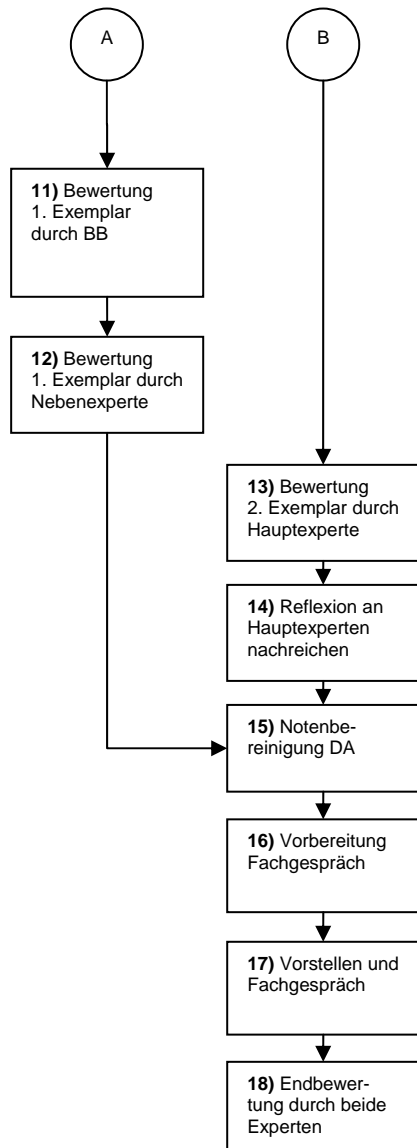 A
B
11) Bewertung
1. Exemplar
durch BB
12) Bewertung
1. Exemplar durch
Nebenexperte
13) Bewertung
2. Exemplar durch
Hauptexperte
14) Reflexion an
Hauptexperten
nachreichen
15) Notenbe-
reinigung DA
16) Vorbereitung
Fachgespräch
17) Vorstellen und
Fachgespräch
18) Endbewer-
tung durch beide
Experten